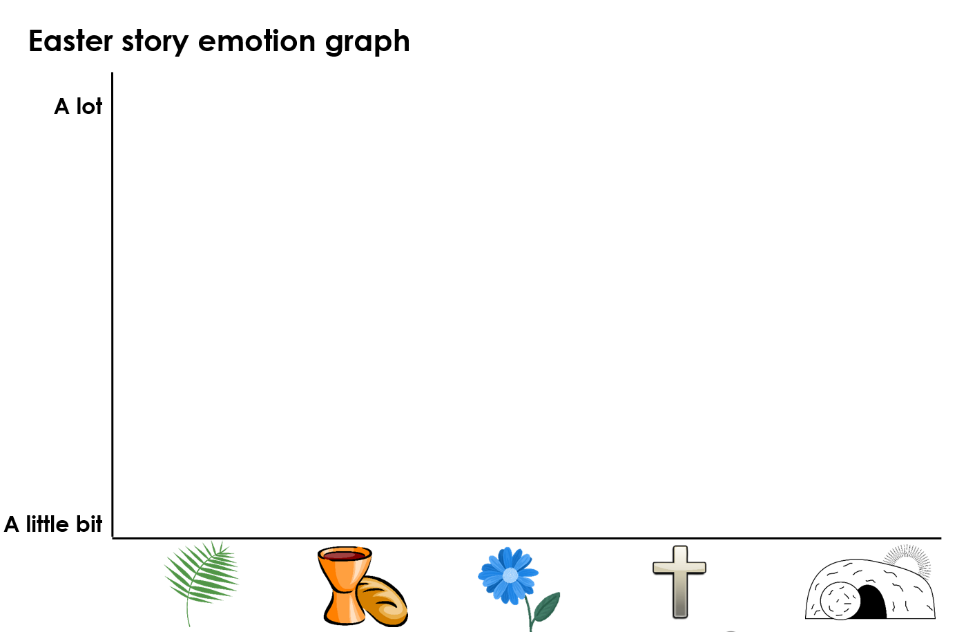 Easter story emotion graph
A lot
A little bit